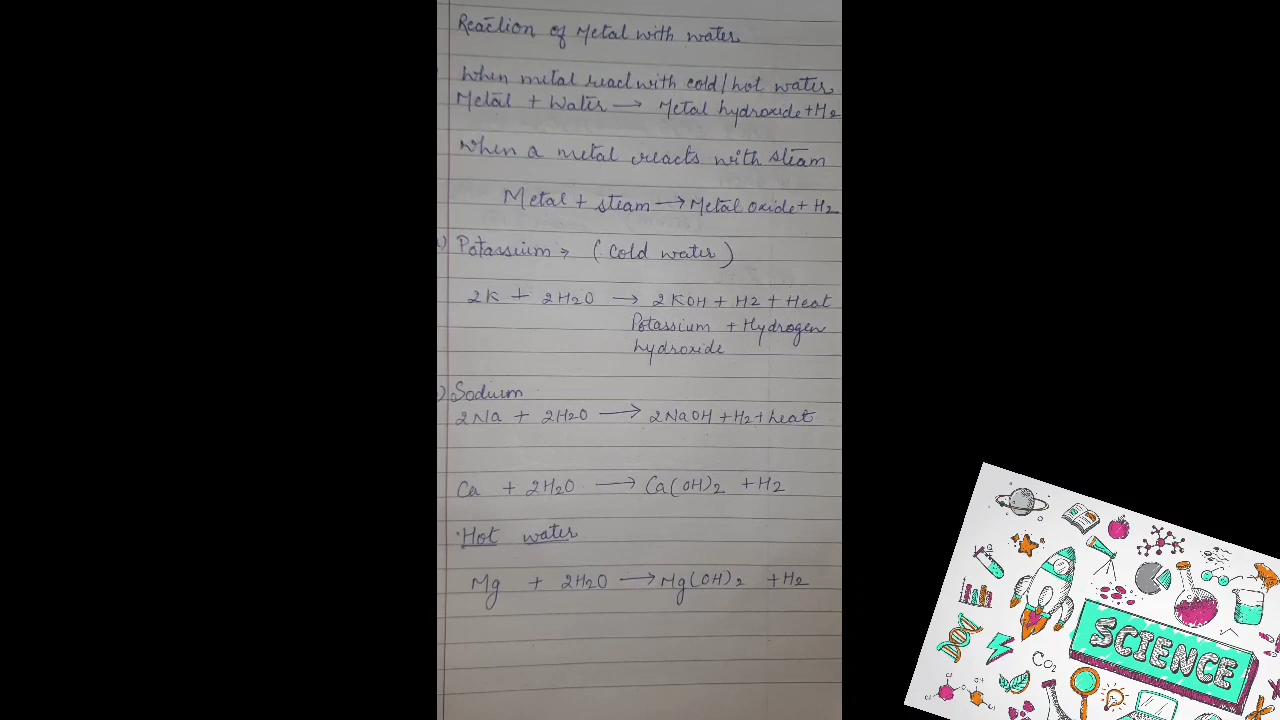 Reaction of Metal with water
When metal react with cold/hot water
Metal + Water → Metal hydroxide + H2
When a metal reacts with steam
Metal + steam → Metal oxide + H2
) Potassium → (Cold water)
2K + 2H2O → 2KOH + H2 + Heat
Potassium + Hydrogen
hydroxide
) Sodium
2Na + 2H2O → 2NaOH + H2 + heat
Ca + 2H2O → Ca(OH)2 + H2
Hot water
Mg + 2H2O → Mg(OH)2 + H2
SCIENCE
DNA
CO2